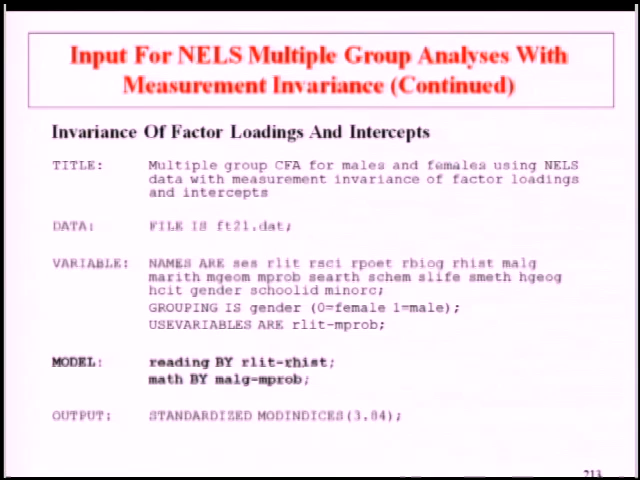 Input For NELS Multiple Group Analyses With
Measurement Invariance (Continued)
Invariance Of Factor Loadings And Intercepts
TITLE: Multiple group CFA for males and females using NELS
data with measurement invariance of factor loadings
and intercepts
DATA: FILE IS ft21.dat;
VARIABLE: NAMES ARE ses rlit rsci rpoet rbiog rhist malg
marith mgeom mprob searth schem slife smeth hgeog
hcit gender schoolid minorc;
GROUPING IS gender (0=female 1=male);
USEVARIABLES ARE rlit-mprob;
MODEL: reading BY rlit-rhist;
math BY malg-mprob;
OUTPUT: STANDARDIZED MODINDICES(3.84);
213